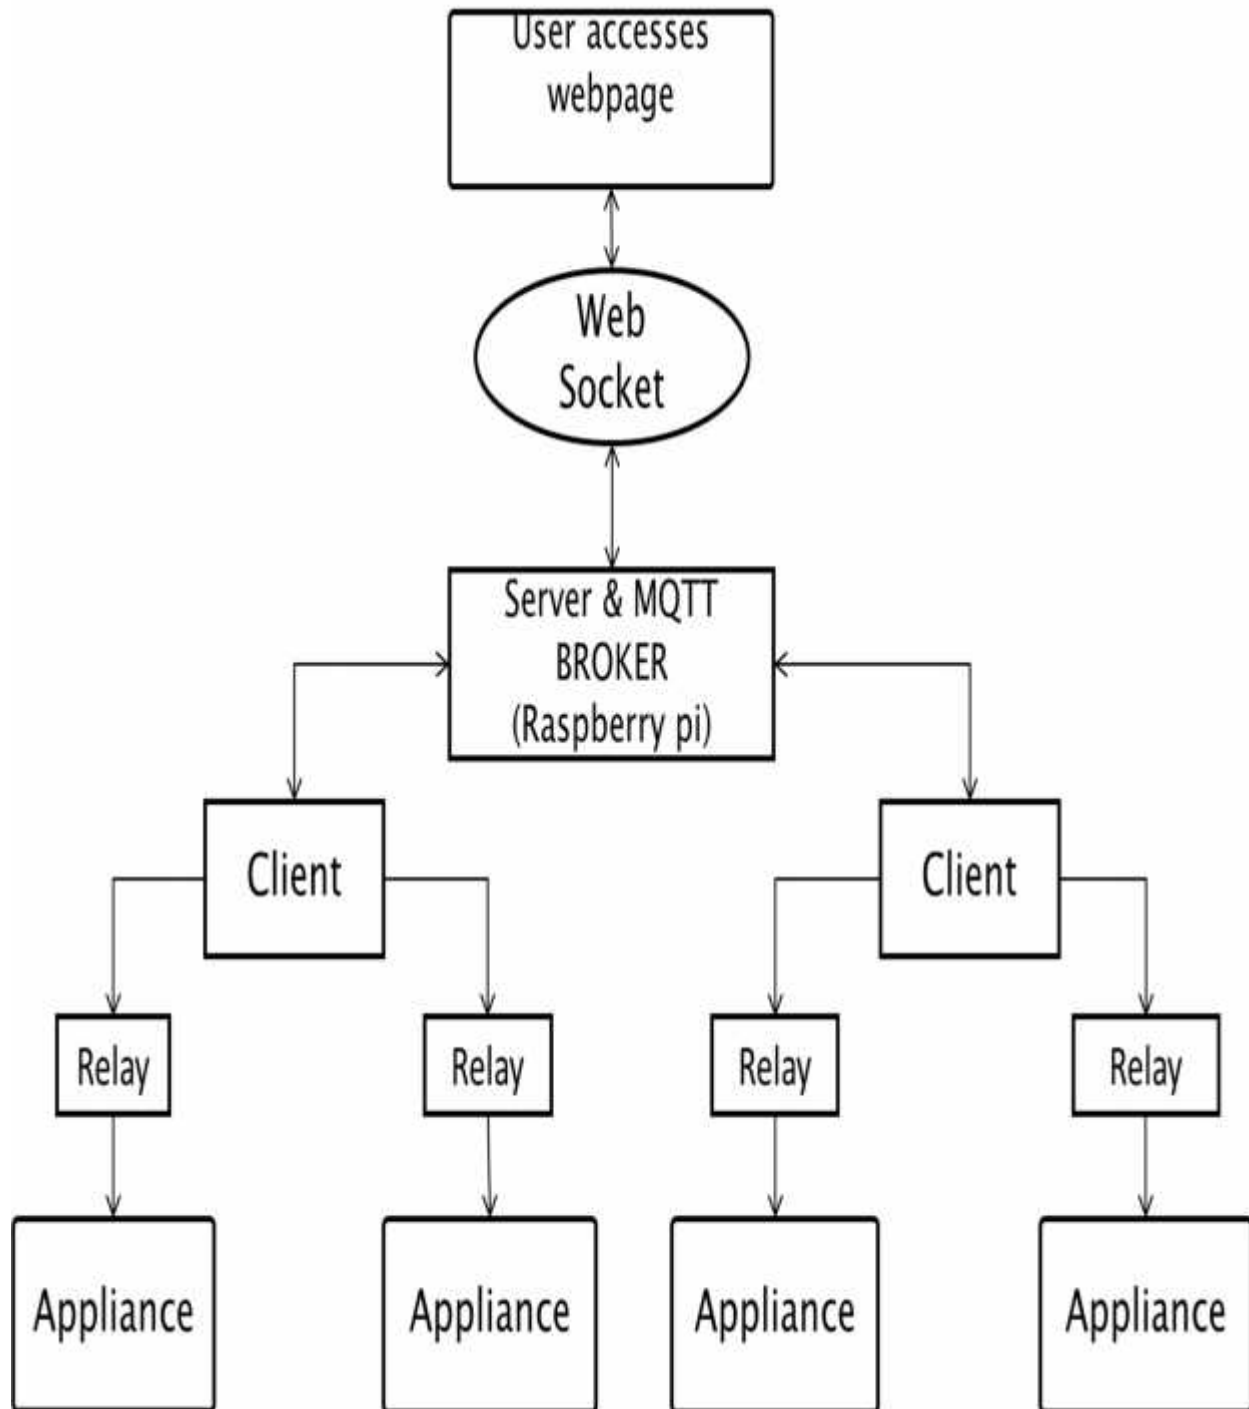 User accesses
webpage
Web
Socket
Server & MQTT
BROKER
(Raspberry pi)
Client
Client
Relay
Relay
Relay
Relay
Appliance
Appliance
Appliance
Appliance